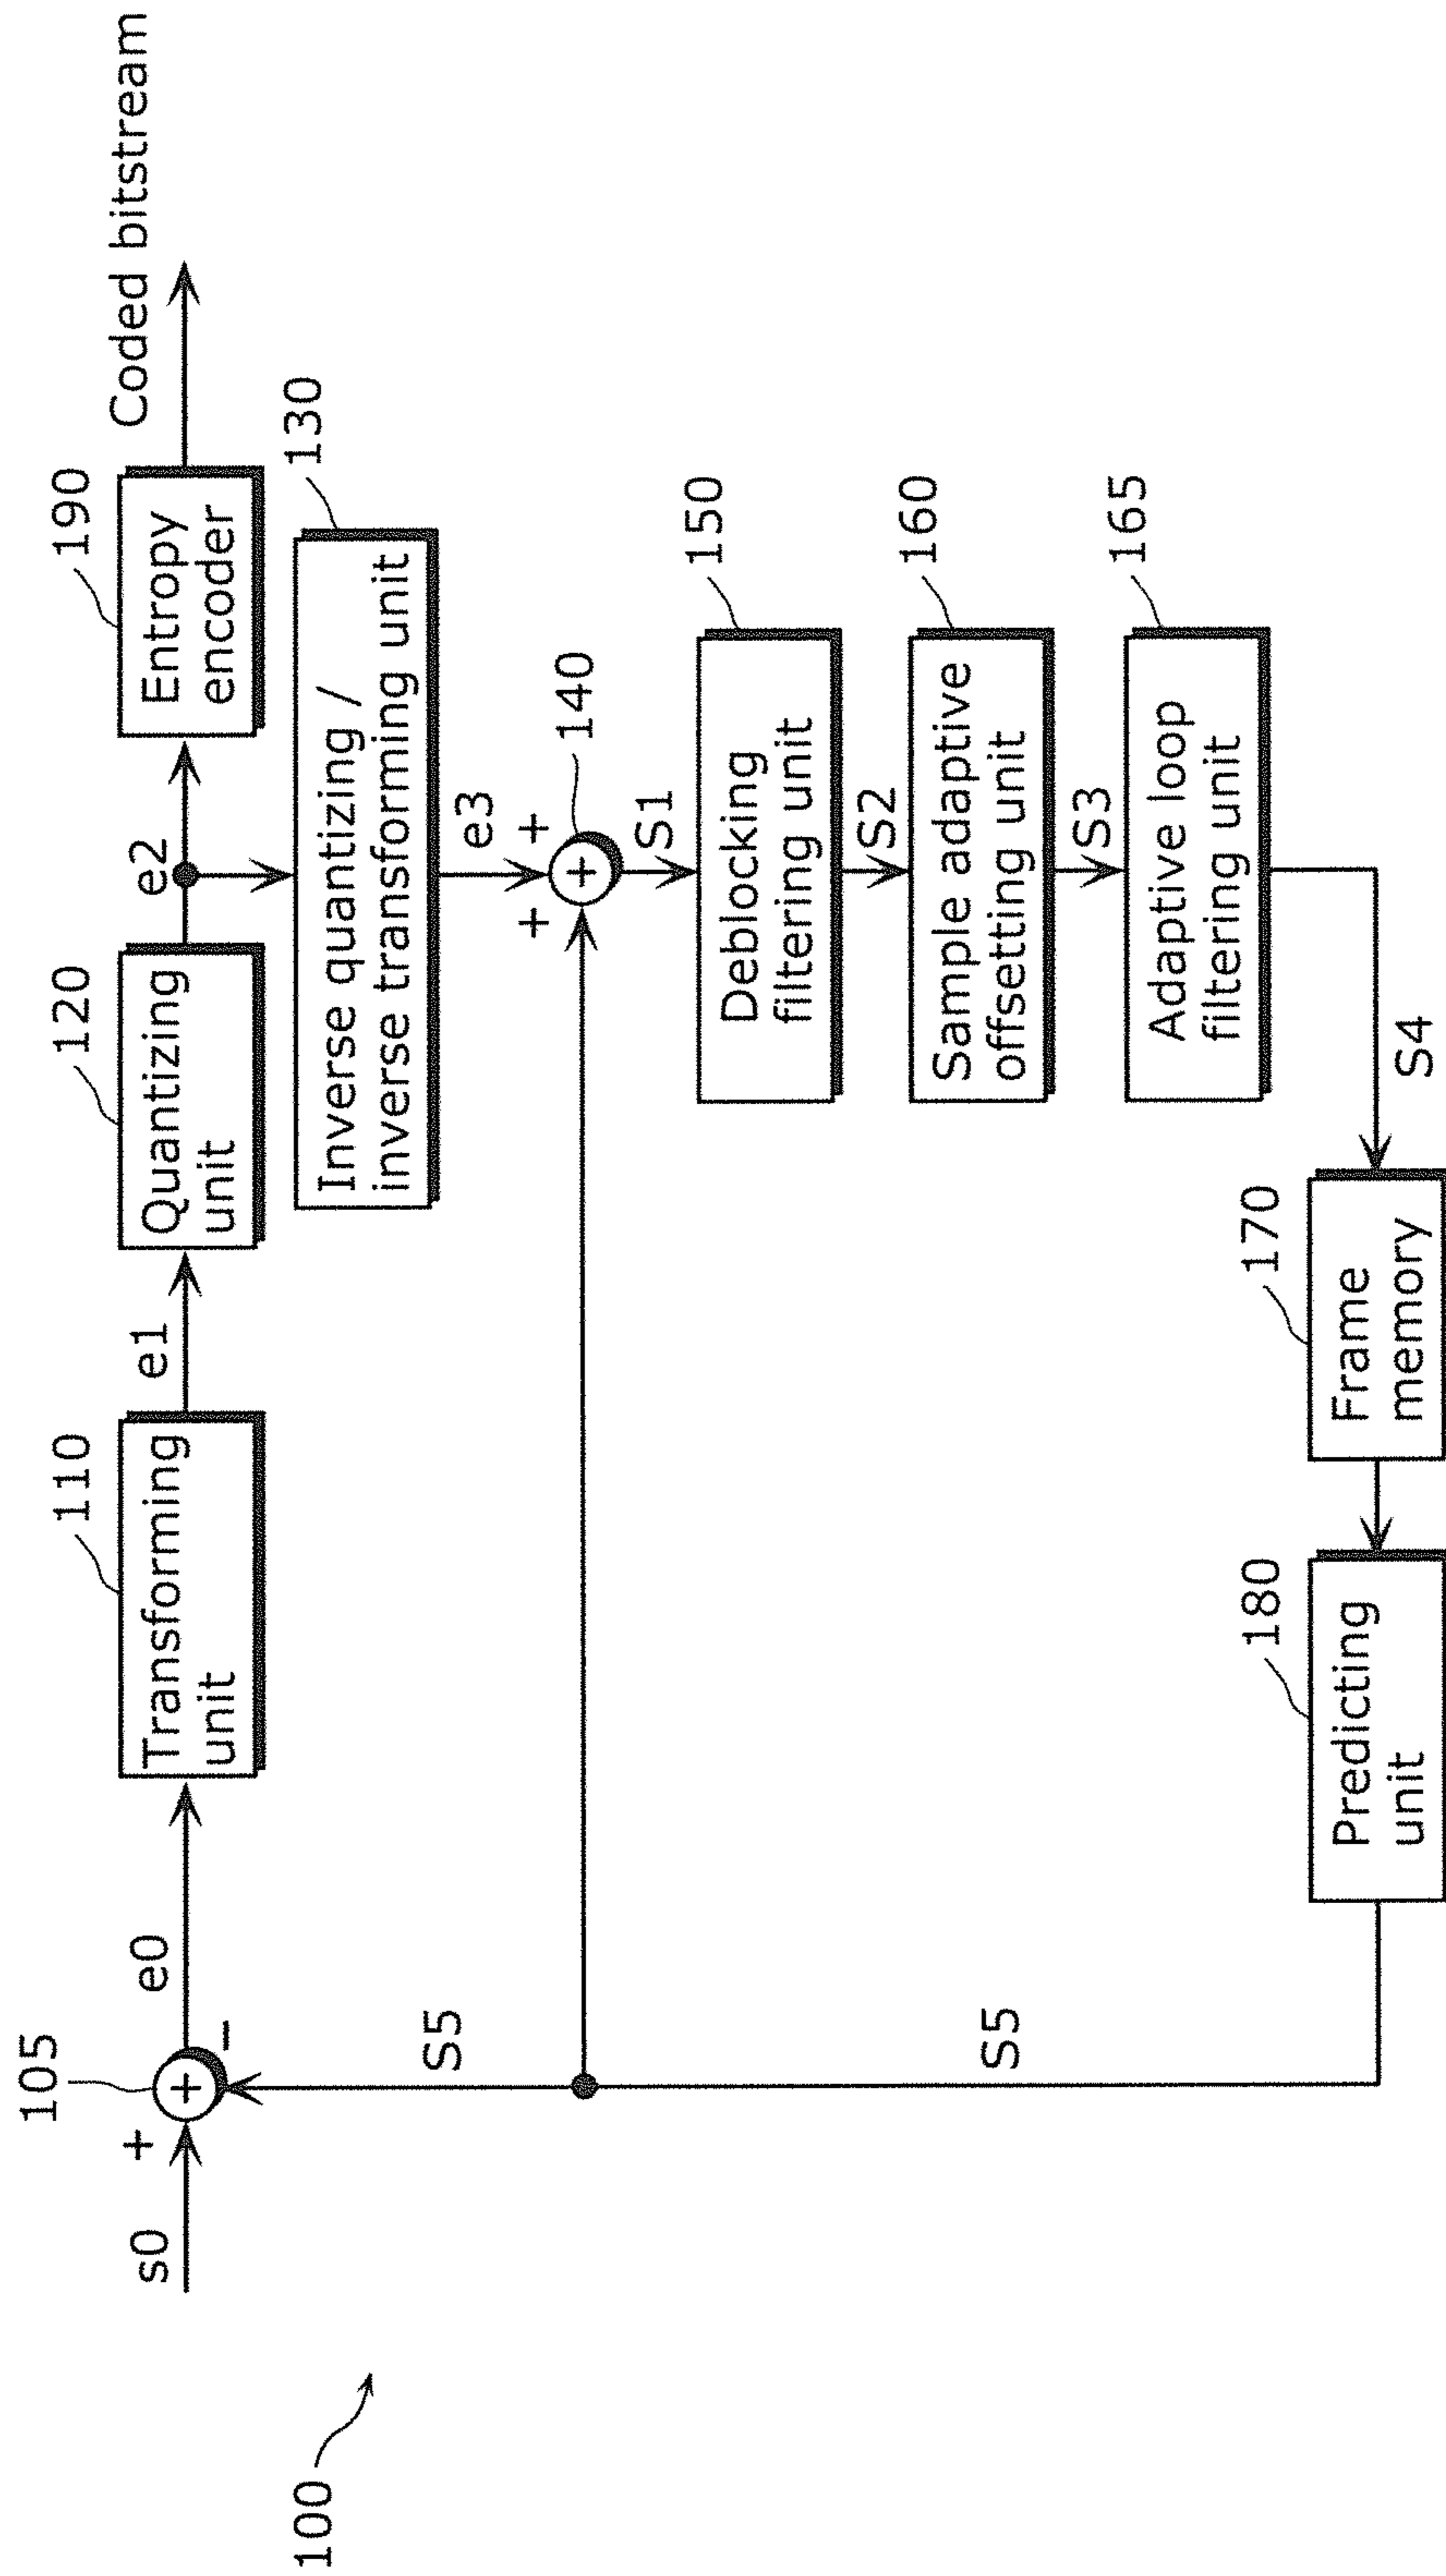 100
s0
+
105
+
−
e0
110
Transforming
unit
e1
120
Quantizing
unit
e2
190
Entropy
encoder
Coded bitstream
130
Inverse quantizing /
inverse transforming unit
e3
+
+
+
140
S1
150
Deblocking
filtering unit
S2
160
Sample adaptive
offsetting unit
S3
165
Adaptive loop
filtering unit
S4
170
Frame
memory
180
Predicting
unit
S5
S5